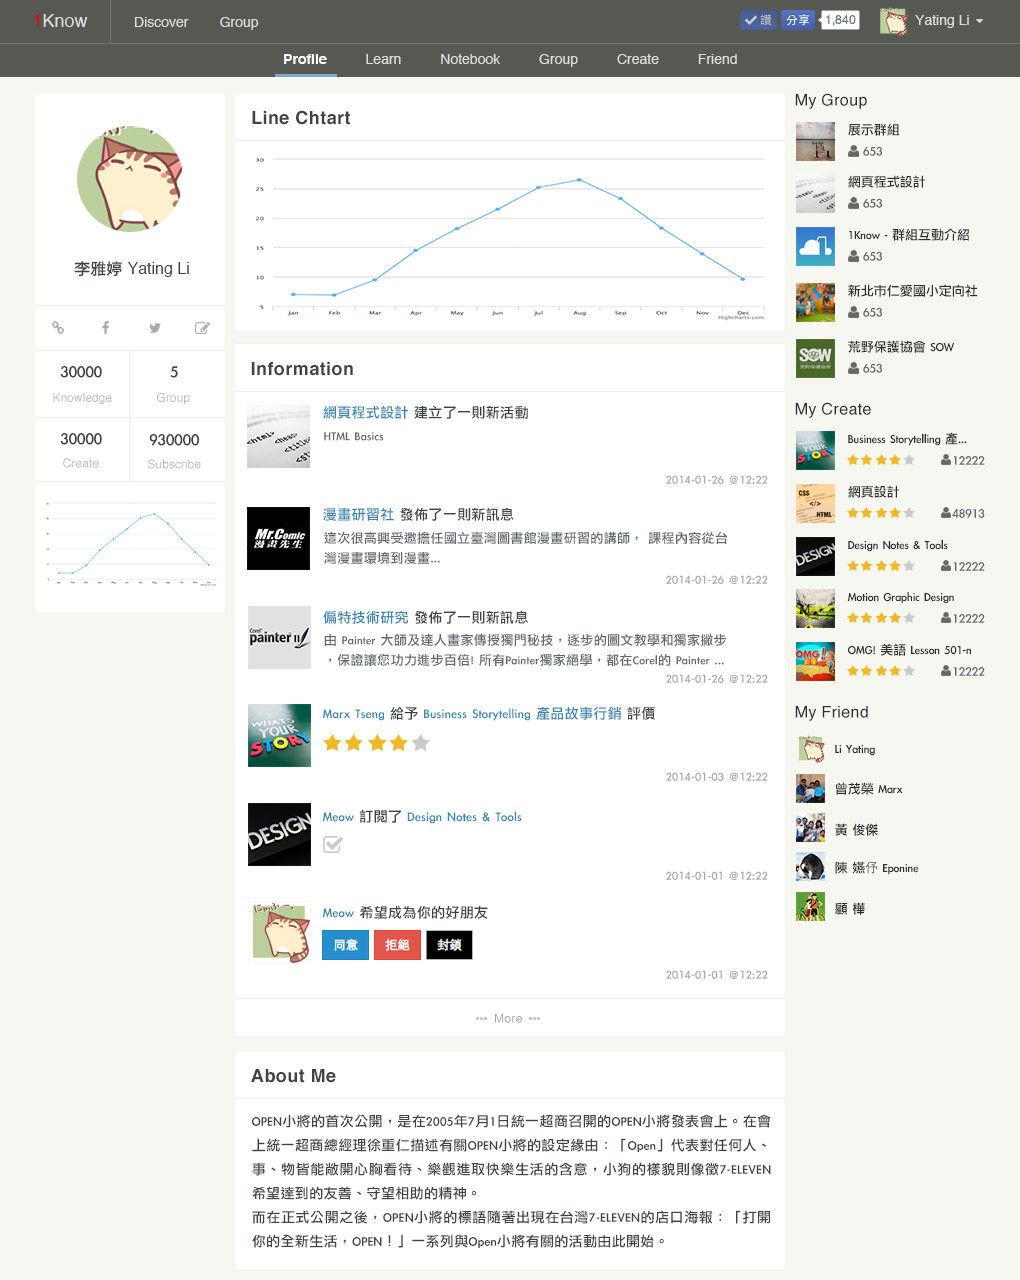 1Know
Discover
Group
讚
分享
1,840
Yating Li
Profile
Learn
Notebook
Group
Create
Friend
李雅婷 Yating Li
30000
Knowledge
5
Group
30000
Create
930000
Subscribe
Line Chtart
30
25
20
15
10
5
Jan
Feb
Mar
Apr
May
Jun
Jul
Aug
Sep
Oct
Nov
Dec
Highcharts.com
Information
網頁程式設計 建立了一則新活動
HTML Basics
2014-01-26 @12:22
漫畫研習社 發佈了一則新訊息
這次很高興受邀擔任國立臺灣圖書館漫畫研習的講師， 課程內容從台
灣漫畫環境到漫畫...
2014-01-26 @12:22
Mr.Comic
漫畫先生
偏特技術研究 發佈了一則新訊息
由 Painter 大師及達人畫家傳授獨門秘技，逐步的圖文教學和獨家撇步
，保證讓您功力進步百倍! 所有Painter獨家絕學，都在Corel的 Painter ...
2014-01-26 @12:22
Corel
painter 11
Marx Tseng 給予 Business Storytelling 產品故事行銷 評價
2014-01-03 @12:22
WHATS
YOUR
STORY
Meow 訂閱了 Design Notes & Tools
2014-01-01 @12:22
DESIGN
Meow 希望成為你的好朋友
同意
拒絕
封鎖
2014-01-01 @12:22
••• More •••
About Me
OPEN小將的首次公開，是在2005年7月1日統一超商召開的OPEN小將發表會上。在會
上統一超商總經理徐重仁描述有關OPEN小將的設定緣由：「Open」代表對任何人、
事、物皆能敞開心胸看待、樂觀進取快樂生活的含意，小狗的樣貌則像徵7-ELEVEN
希望達到的友善、守望相助的精神。
而在正式公開之後，OPEN小將的標語隨著出現在台灣7-ELEVEN的店口海報：「打開
你的全新生活，OPEN！」一系列與Open小將有關的活動由此開始。
My Group
展示群組
653
網頁程式設計
653
1Know - 群組互動介紹
653
新北市仁愛國小定向社
653
荒野保護協會 SOW
653
SOW
My Create
Business Storytelling 產...
12222
網頁設計
48913
CSS
</>
HTML
Design Notes & Tools
12222
DESIGN
Motion Graphic Design
12222
OMG! 美語 Lesson 501-n
12222
OMG
My Friend
Li Yating
曾茂榮 Marx
黃 俊傑
陳 嬿伃 Eponine
顧 樺